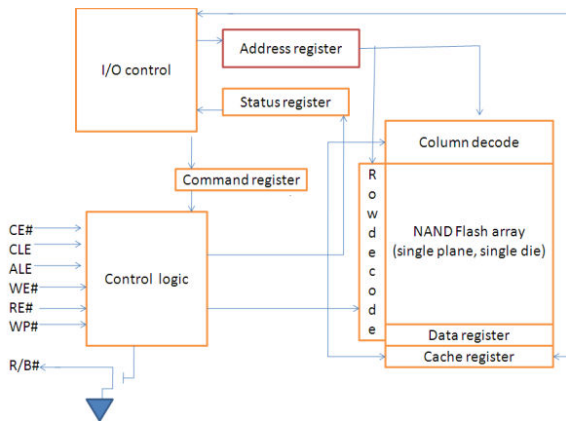 I/O control
Address register
Status register
Command register
Column decode
Rowdecode
NAND Flash array
(single plane, single die)
Data register
Cache register
Control logic
CE#
CLE
ALE
WE#
RE#
WP#
R/B#